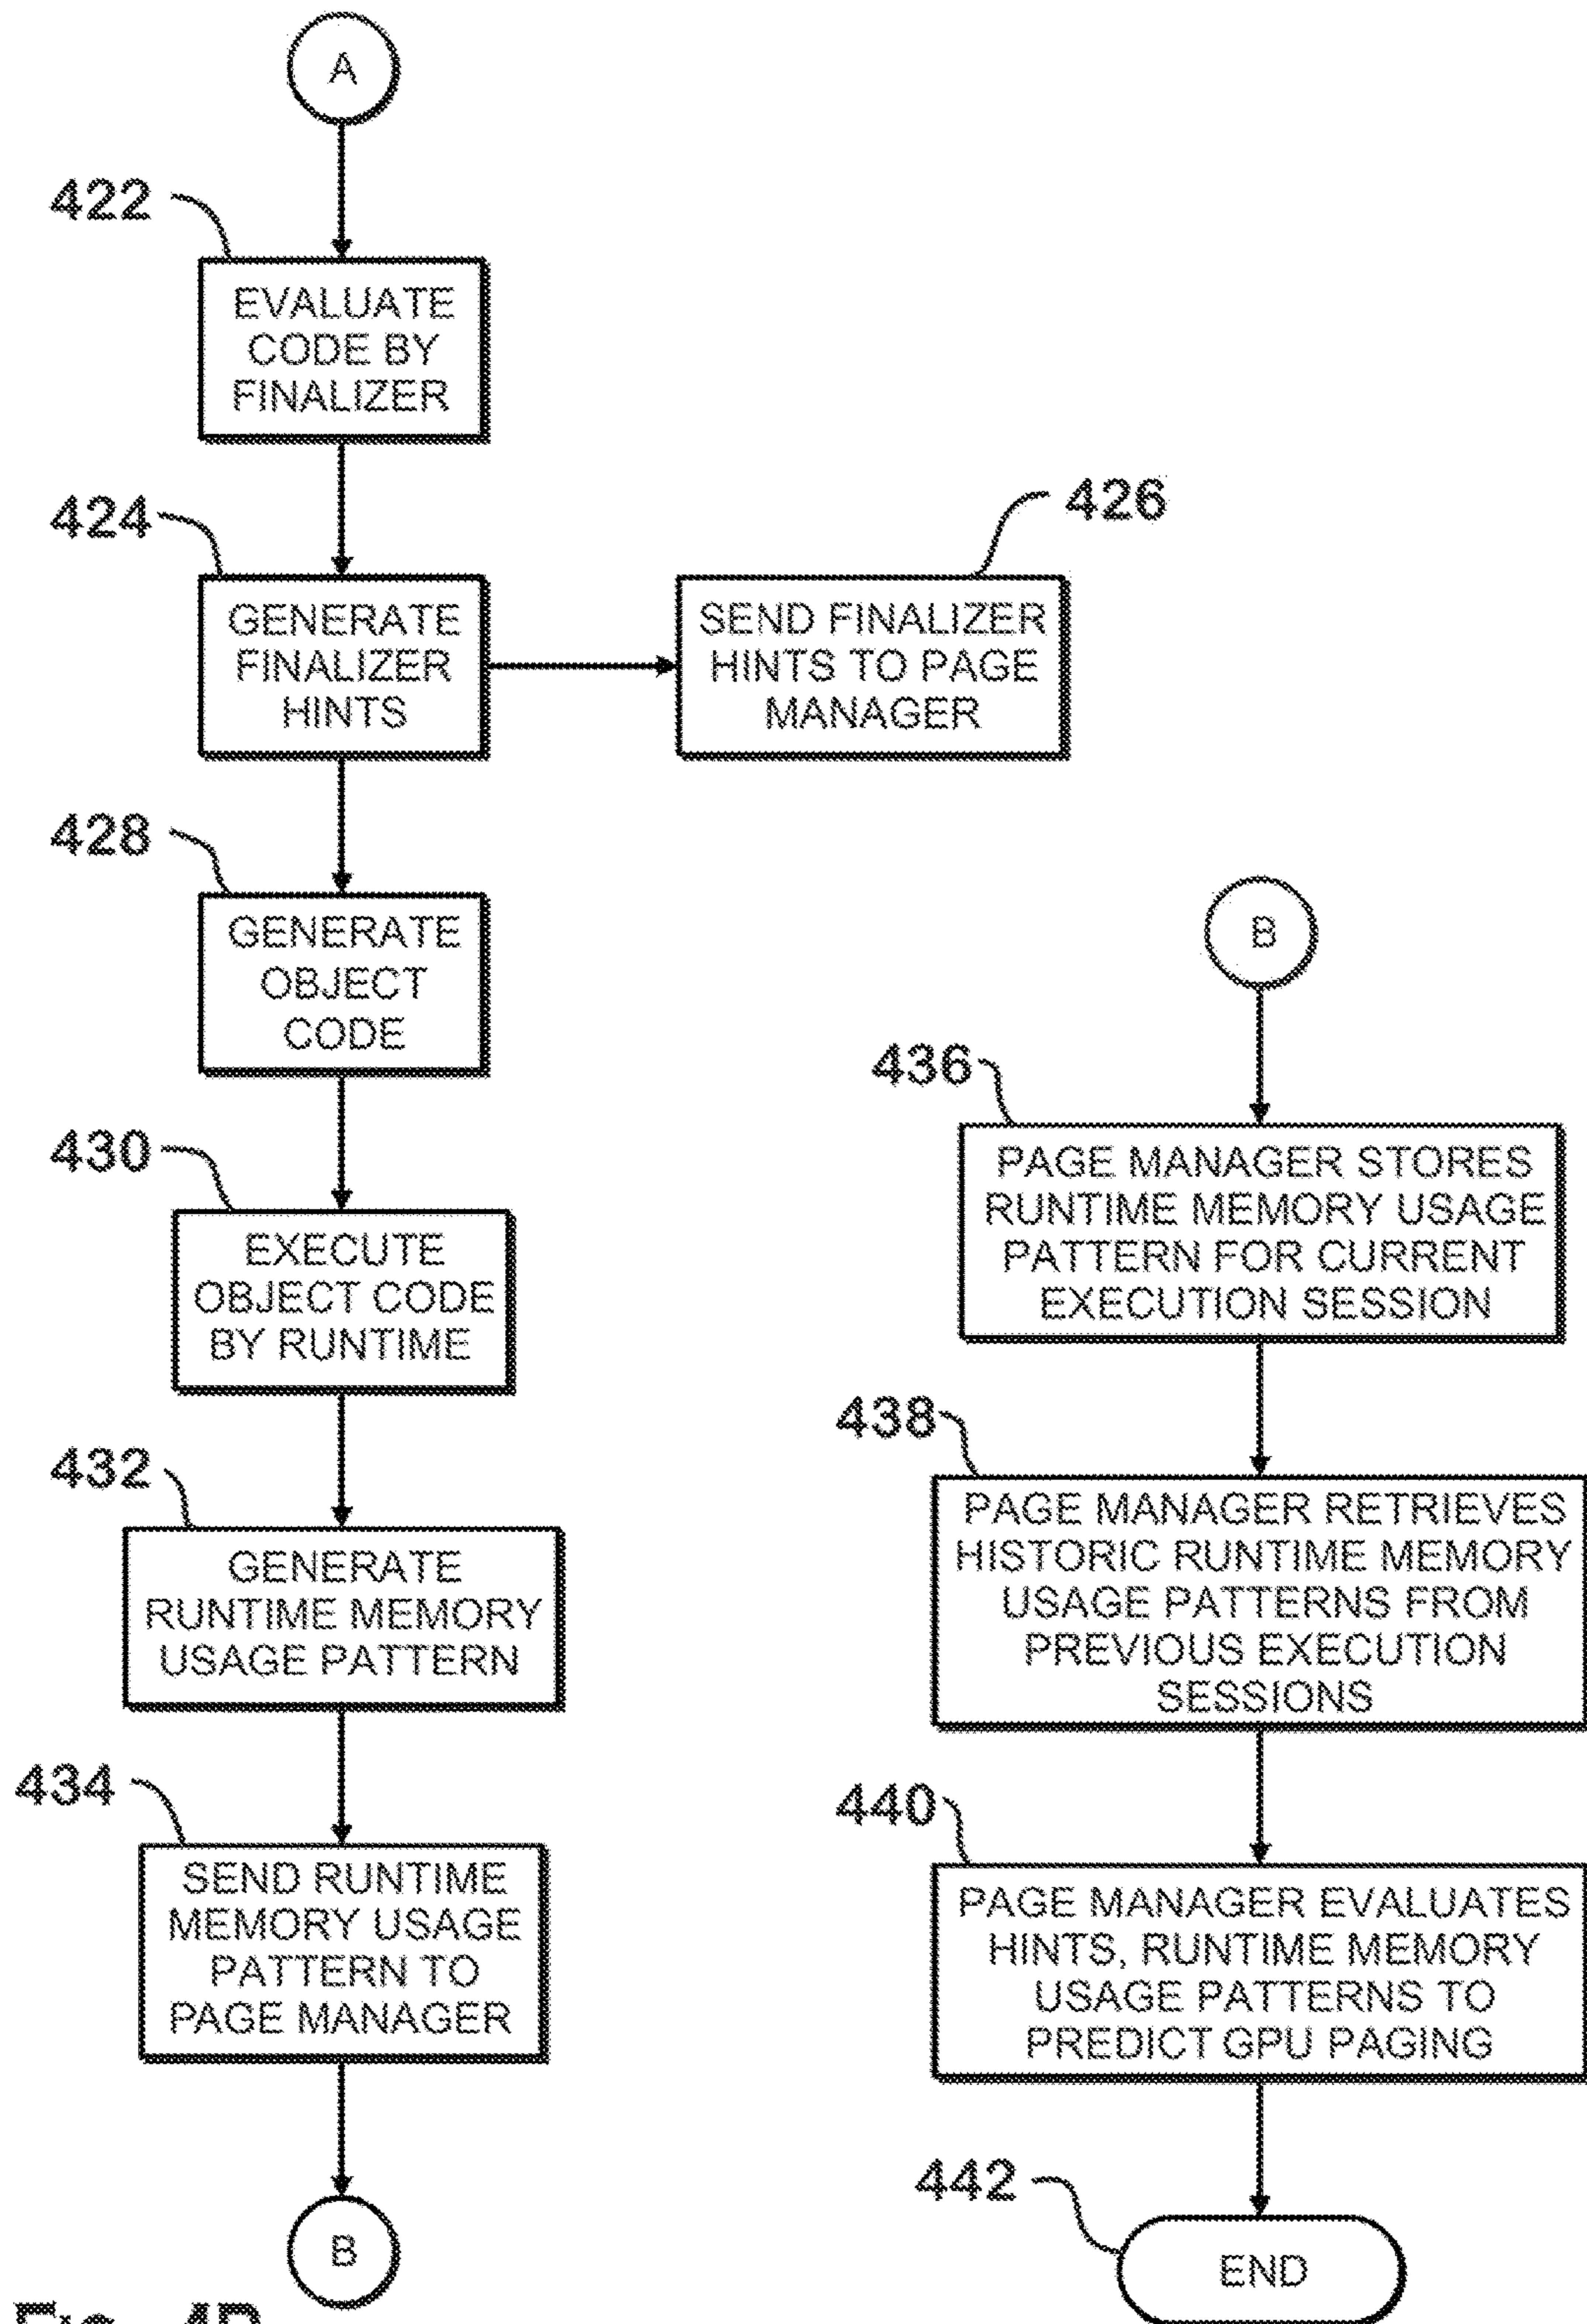 A
422
EVALUATE
CODE BY
FINALIZER
424
GENERATE
FINALIZER
HINTS
426
SEND FINALIZER
HINTS TO PAGE
MANAGER
428
GENERATE
OBJECT
CODE
430
EXECUTE
OBJECT CODE
BY RUNTIME
432
GENERATE
RUNTIME MEMORY
USAGE PATTERN
434
SEND RUNTIME
MEMORY USAGE
PATTERN TO
PAGE MANAGER
B
B
436
PAGE MANAGER STORES
RUNTIME MEMORY USAGE
PATTERN FOR CURRENT
EXECUTION SESSION
438
PAGE MANAGER RETRIEVES
HISTORIC RUNTIME MEMORY
USAGE PATTERNS FROM
PREVIOUS EXECUTION
SESSIONS
440
PAGE MANAGER EVALUATES
HINTS, RUNTIME MEMORY
USAGE PATTERNS TO
PREDICT GPU PAGING
442
END